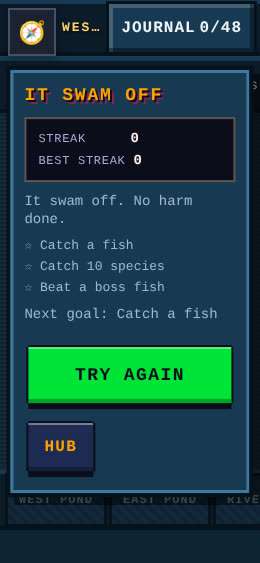 WES…
JOURNAL 0/48
IT SWAM OFF
STREAK 0
BEST STREAK 0
It swam off. No harm
done.
☆ Catch a fish
☆ Catch 10 species
☆ Beat a boss fish
Next goal: Catch a fish
TRY AGAIN
HUB
WEST POND EAST POND RIVE